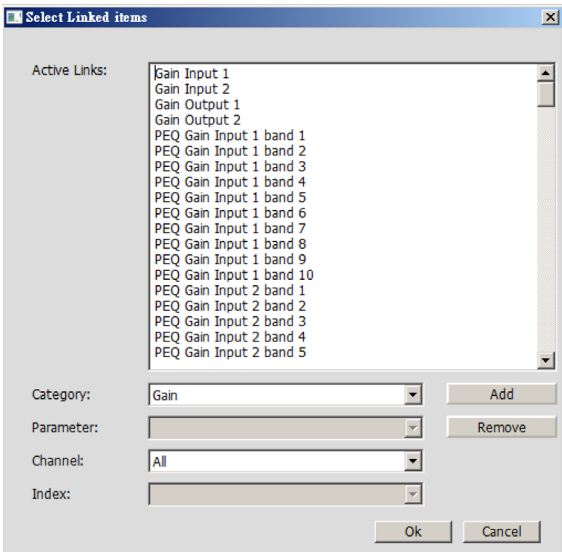 Select Linked items
Active Links:
Gain Input 1
Gain Input 2
Gain Output 1
Gain Output 2
PEQ Gain Input 1 band 1
PEQ Gain Input 1 band 2
PEQ Gain Input 1 band 3
PEQ Gain Input 1 band 4
PEQ Gain Input 1 band 5
PEQ Gain Input 1 band 6
PEQ Gain Input 1 band 7
PEQ Gain Input 1 band 8
PEQ Gain Input 1 band 9
PEQ Gain Input 1 band 10
PEQ Gain Input 2 band 1
PEQ Gain Input 2 band 2
PEQ Gain Input 2 band 3
PEQ Gain Input 2 band 4
PEQ Gain Input 2 band 5
Category: Gain Add
Parameter: Remove
Channel: All
Index:
Ok Cancel